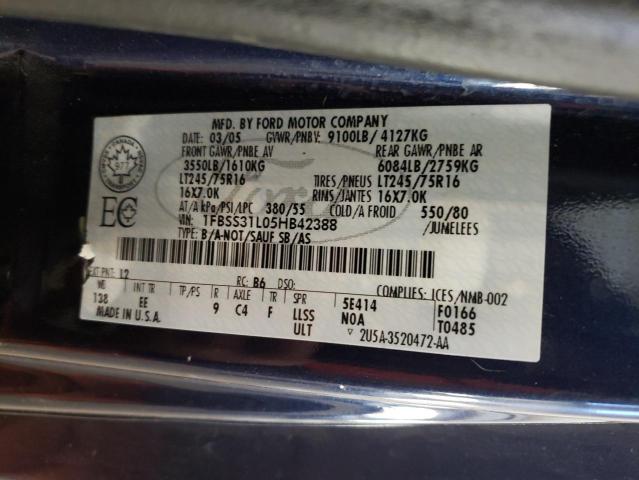 MFD. BY FORD MOTOR COMPANY
DATE: 03/05 GVWR/PNBV: 9100LB/ 4127KG
FRONT GAWR/PNBE AV REAR GAWR/PNBE AR
3550LB/1610KG 6084LB/2759KG
LT245/75R16 TIRES/PNEUS LT245/75R16
16X7.0K RIMS/JANTES 16X7.0K
AT/A kPa/PSI/LPC 380/55 COLD/A FROID 550/80
VIN: 1FBSS31L05HB42388 /JUMELEES
TYPE: B/A-NOT/SAUF SB/AS
CANADA
977
EC
EXT PNT: L2 RC: B6 DSO: COMPLIES: ICES/NMB-002
WB INT TR TP/PS R AXLE TR SPR 5E414 F0166
138 EE 9 C4 F LLSS N0A T0485
MADE IN U.S.A. ULT ▽ 2U5A-3520472-AA